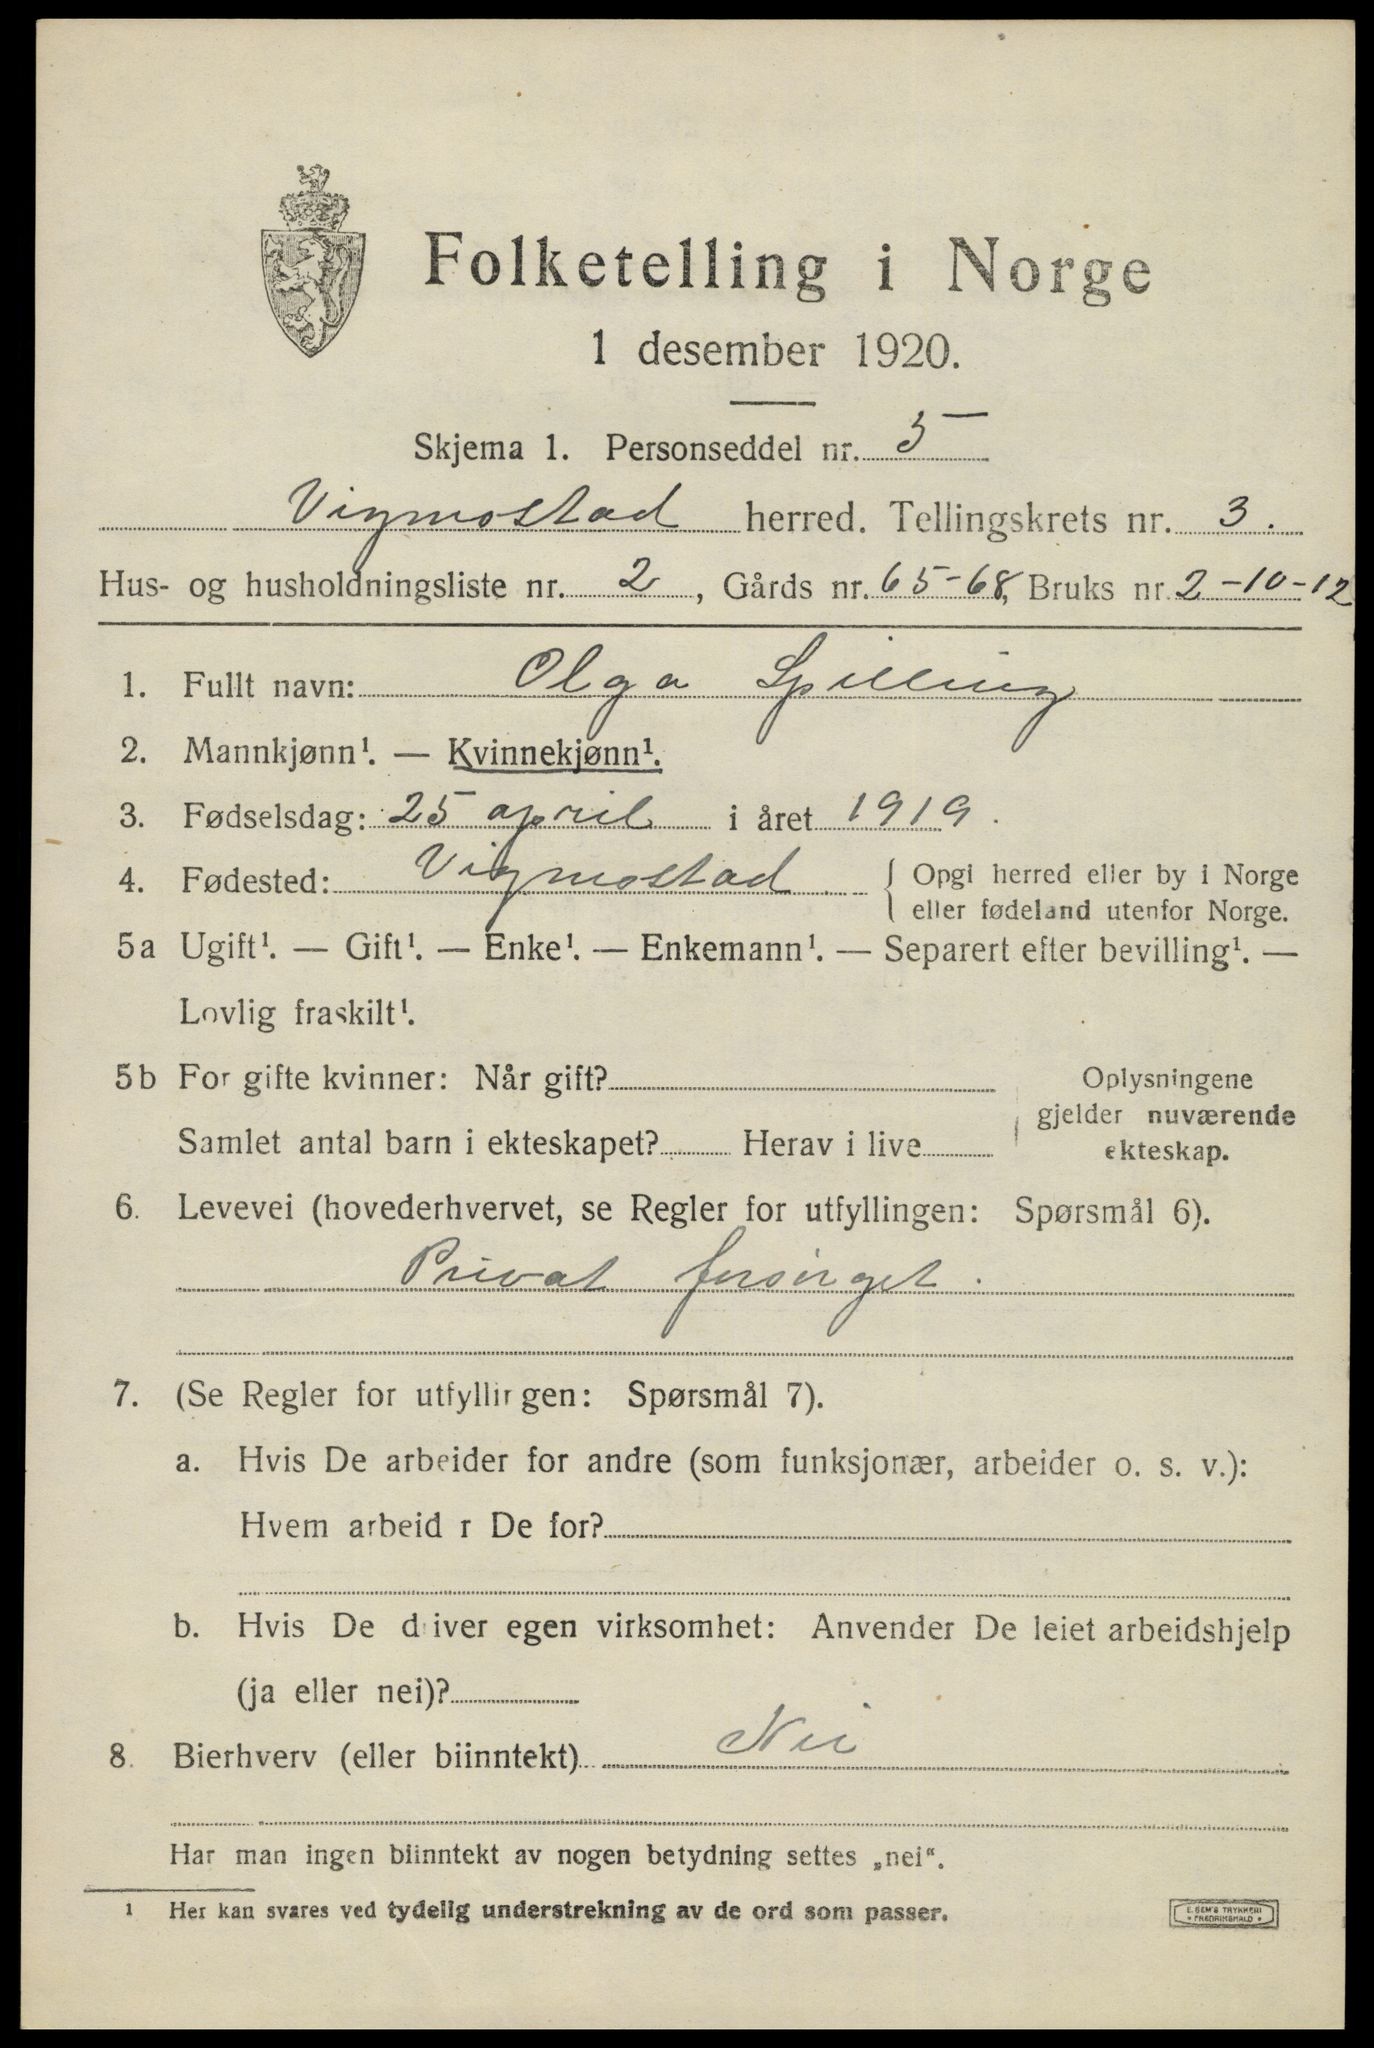 Folketelling i Norge
1 desember 1920.
Skjema 1. Personseddel nr. 5
Vigmostad herred. Tellingskrets nr. 3.
Hus- og husholdningsliste nr. 2, Gårds nr. 65-68, Bruks nr. 2-10-12
1. Fullt navn: Olga Spilling
2. Mannkjønn¹. — Kvinnekjønn¹.
3. Fødselsdag: 25 april i året 1919.
4. Fødested: Vigmostad { Opgi herred eller by i Norge
eller fødeland utenfor Norge.
5a Ugift¹. — Gift¹. — Enke¹. — Enkemann¹. — Separert efter bevilling¹. —
Lovlig fraskilt¹.
5b For gifte kvinner: Når gift?
Samlet antal barn i ekteskapet? Herav i live
Oplysningene
gjelder nuværende
ekteskap.
6. Levevei (hovederhvervet, se Regler for utfyllingen: Spørsmål 6).
Privat forsørget.
7. (Se Regler for utfyllir gen: Spørsmål 7).
a. Hvis De arbeider for andre (som funksjonær, arbeider o. s. v.):
Hvem arbeid r De for?
b. Hvis De driver egen virksomhet: Anvender De leiet arbeidshjelp
(ja eller nei)?
8. Bierhverv (eller biinntekt) Nei
Har man ingen biinntekt av nogen betydning settes „nei“.
1 Her kan svares ved tydelig understrekning av de ord som passer.
E. SEM'S TRYKKERI
• FREDRIKSHALD •